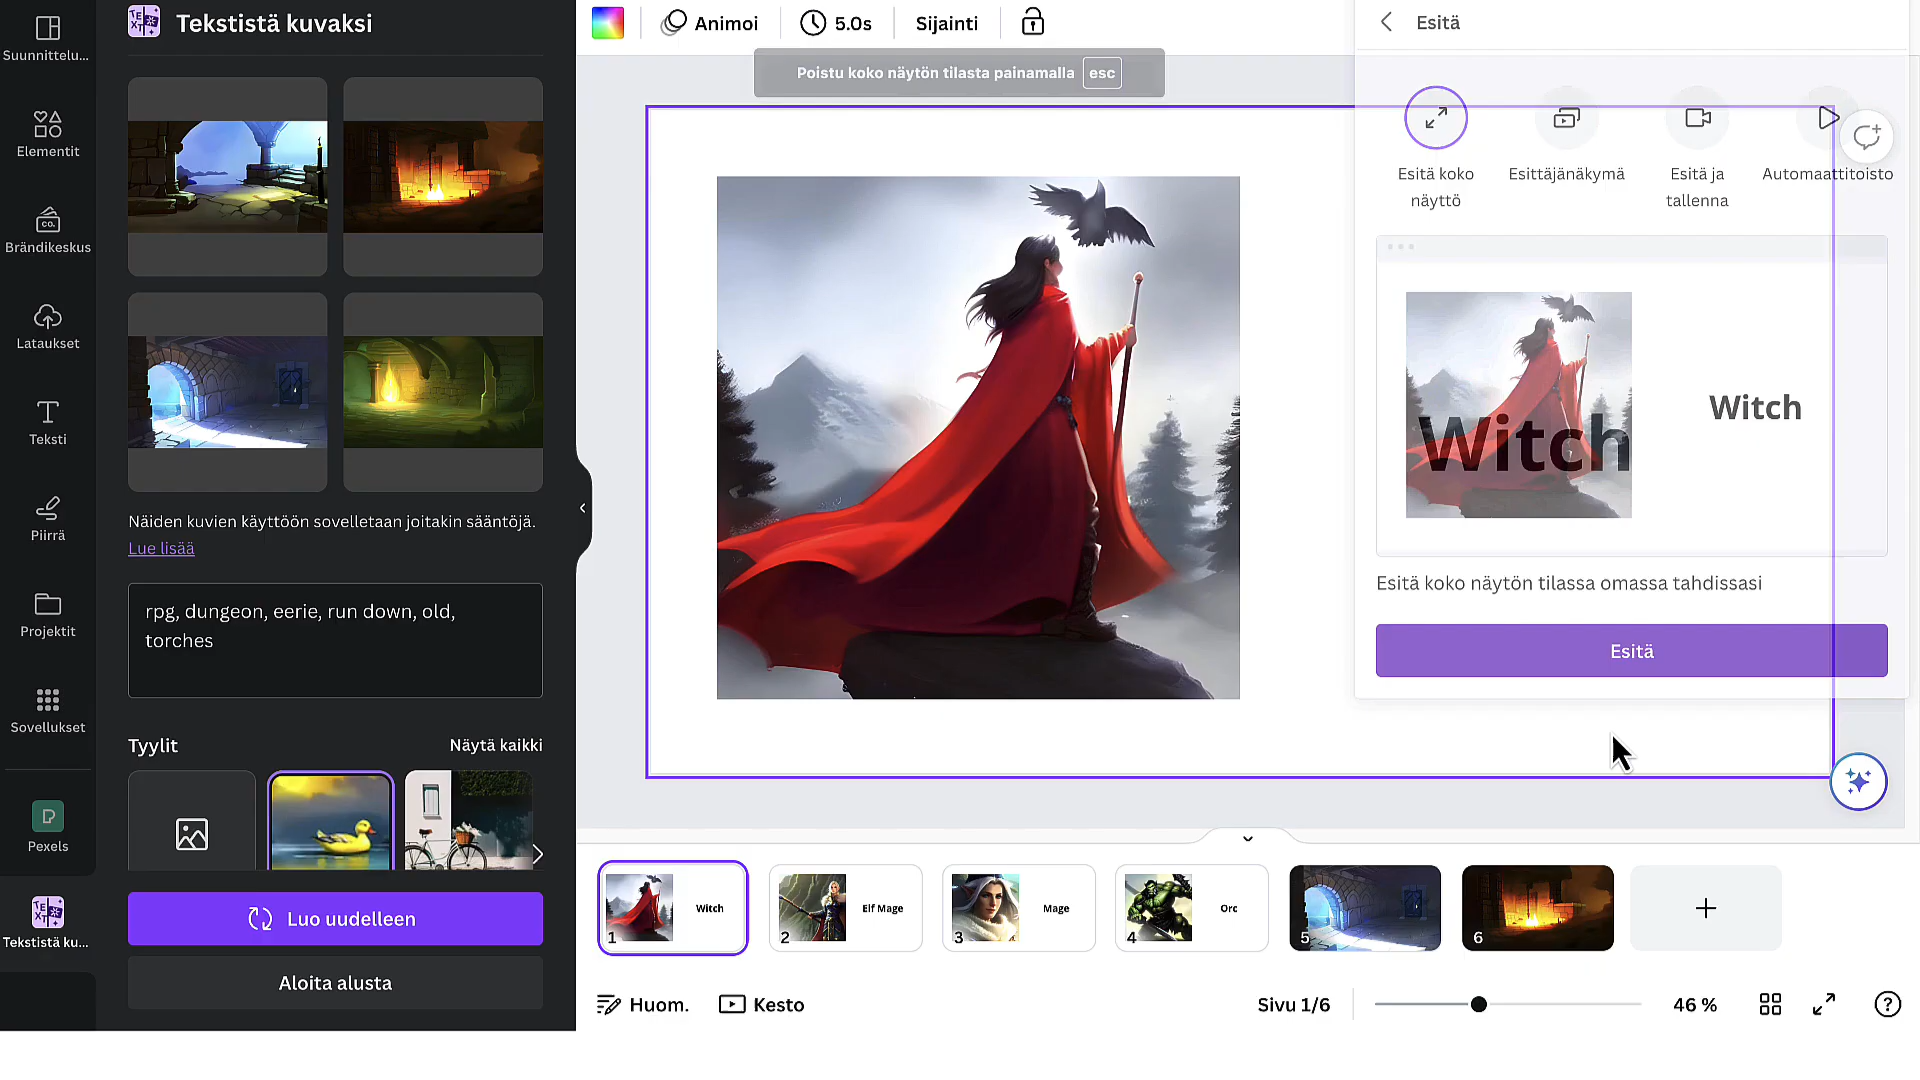 Suunnittelu...
Elementit
Brändikeskus
CO.
Lataukset
Teksti
Piirrä
Projektit
Sovellukset
Pexels
Tekstistä ku...
Tekstistä kuvaksi
Näiden kuvien käyttöön sovelletaan joitakin sääntöjä.
Lue lisää
rpg, dungeon, eerie, run down, old,
torches
Tyylit
Näytä kaikki
Luo uudelleen
Aloita alusta
Animoi
5.0s
Sijainti
Poistu koko näytön tilasta painamalla esc
Esitä
Esitä koko
näyttö
Esittäjänäkymä
Esitä ja
tallenna
Automaattitoisto
Witch
Witch
Esitä koko näytön tilassa omassa tahdissasi
Esitä
1 Witch
2 Elf Mage
3 Mage
4 Orc
5
6
Huom.
Kesto
Sivu 1/6
46 %